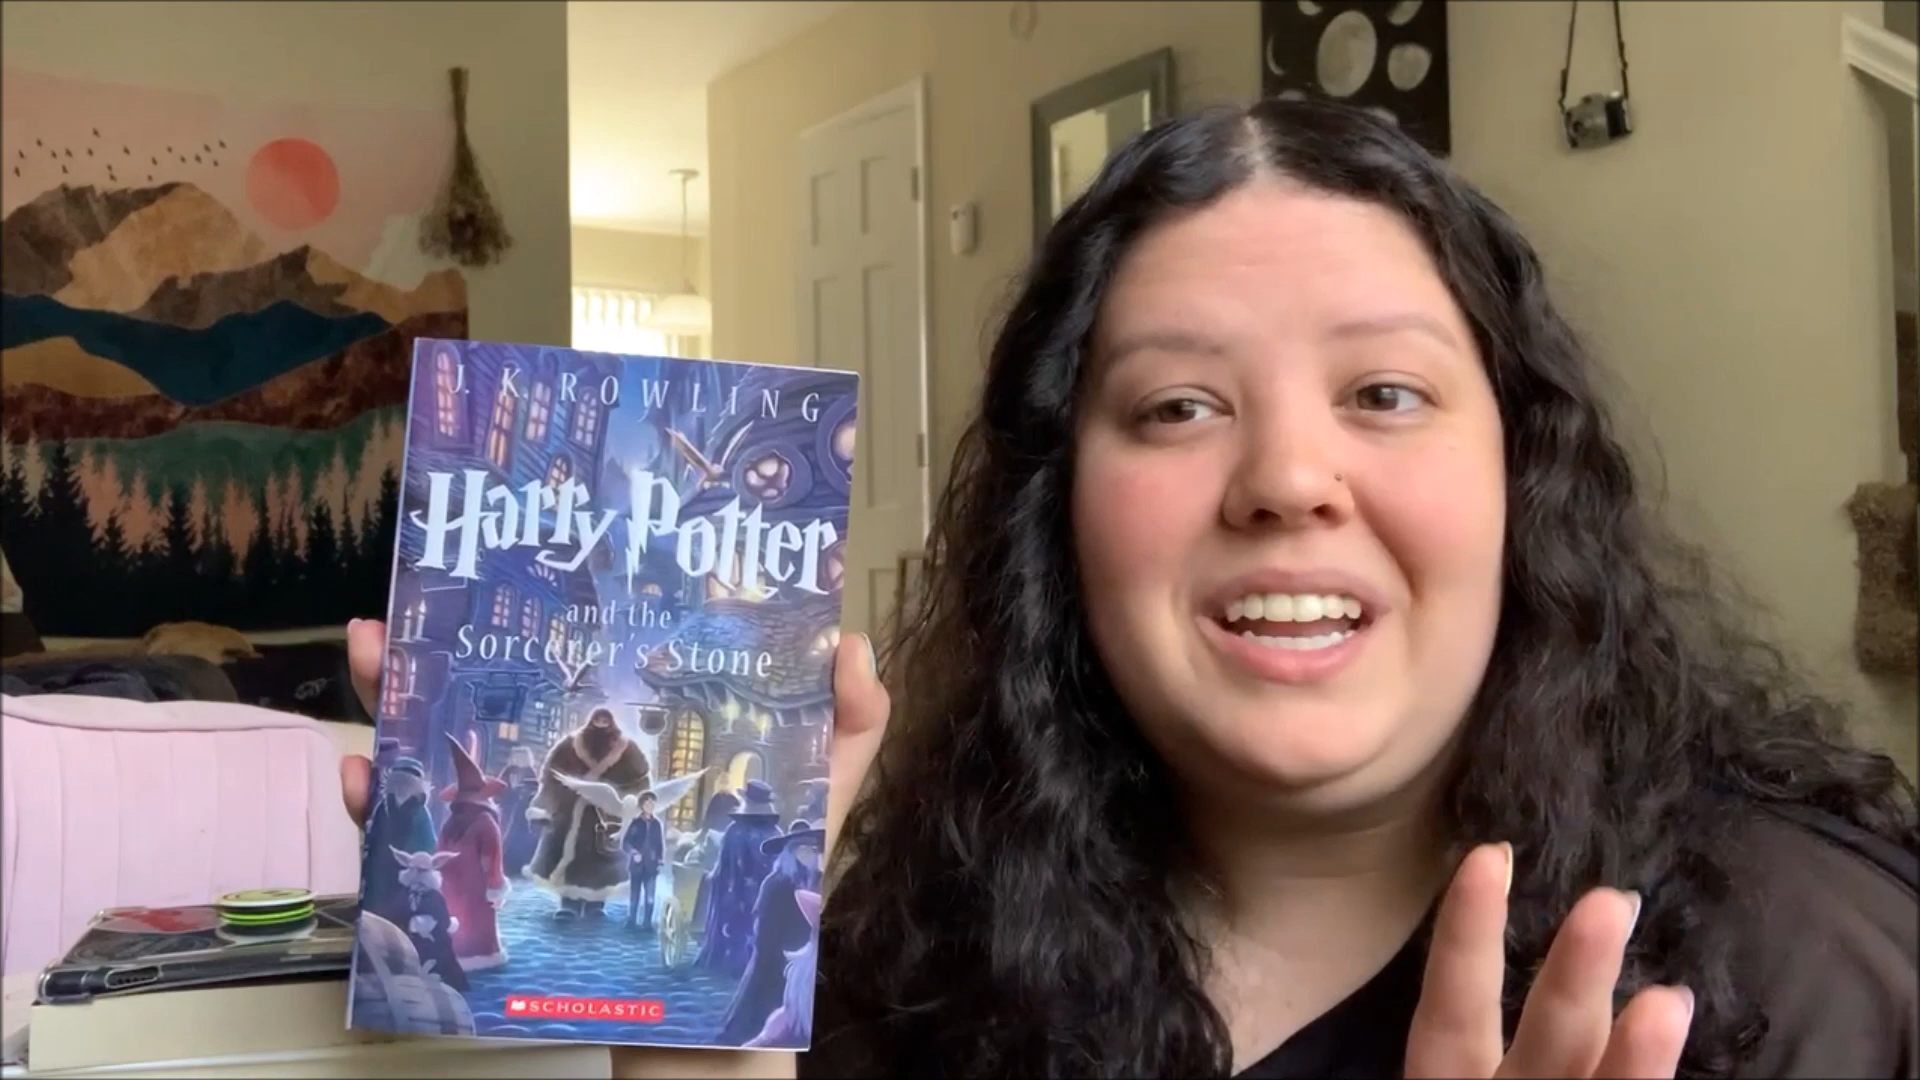 J. K. ROWLING
Harry Potter
and the
Sorcerer's Stone
SCHOLASTIC